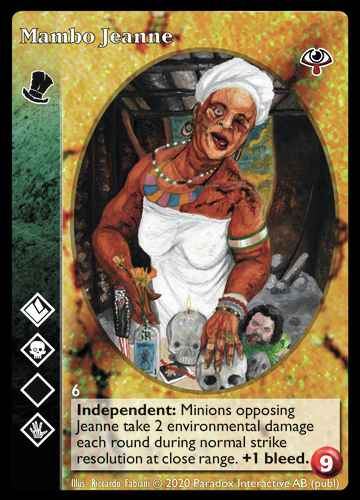 Mambo Jeanne
6
Independent: Minions opposing
Jeanne take 2 environmental damage
each round during normal strike
resolution at close range. +1 bleed.
9
Illus: Riccardo Fabiani © 2020 Paradox Interactive AB (publ)